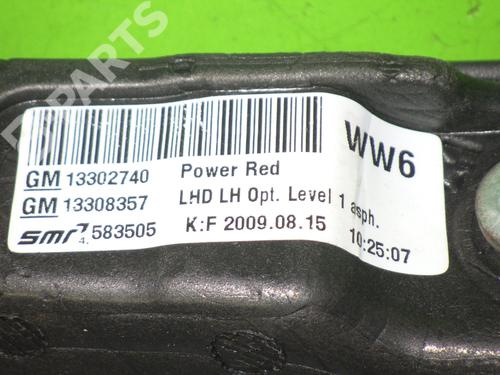 WW6
GM 13302740 Power Red
GM 13308357 LHD LH Opt. Level 1 asph.
smr 4. 583505 K:F 2009.08.15 10:25:07